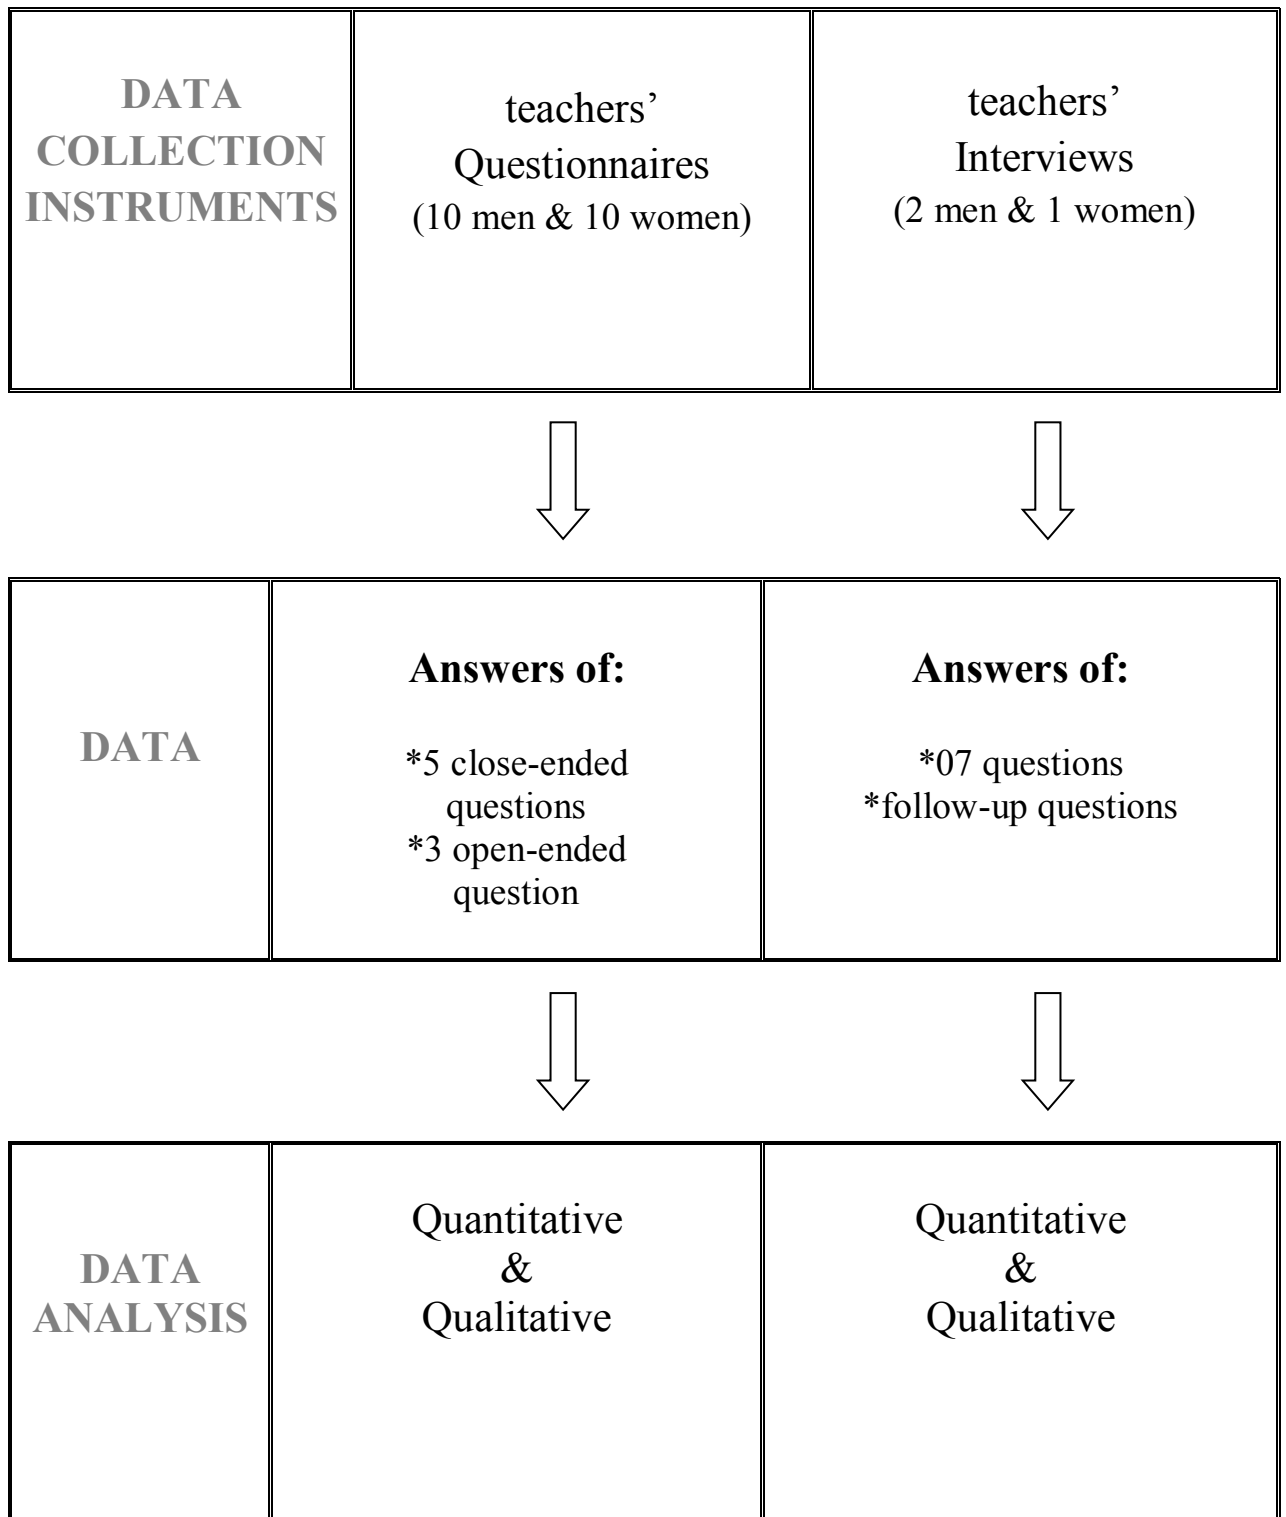 DATA
COLLECTION
INSTRUMENTS
teachers’
Questionnaires
(10 men & 10 women)
teachers’
Interviews
(2 men & 1 women)
DATA
Answers of:
*5 close-ended
questions
*3 open-ended
question
Answers of:
*07 questions
*follow-up questions
DATA
ANALYSIS
Quantitative
&
Qualitative
Quantitative
&
Qualitative